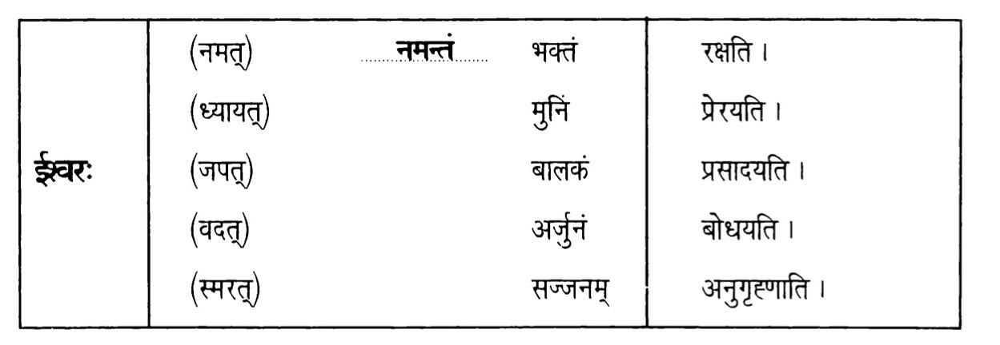 (नमत्) नमन्तं भक्तं रक्षति ।
(ध्यायत्) मुनिं प्रेरयति ।
ईश्वरः (जपत्) बालकं प्रसादयति ।
(वदत्) अर्जुनं बोधयति ।
(स्मरत्) सज्जनम् अनुगृह्णाति ।